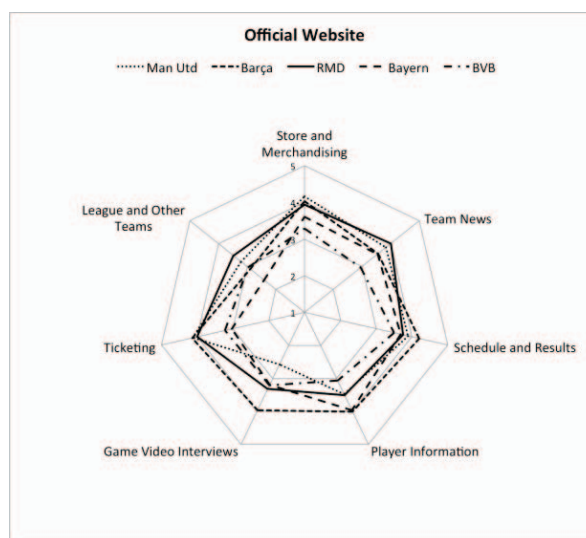 Official Website
Man Utd Barça RMD Bayern BVB
Store and
Merchandising
5
4
3
2
1
Team News
League and Other
Teams
Schedule and Results
Ticketing
Player Information
Game Video Interviews